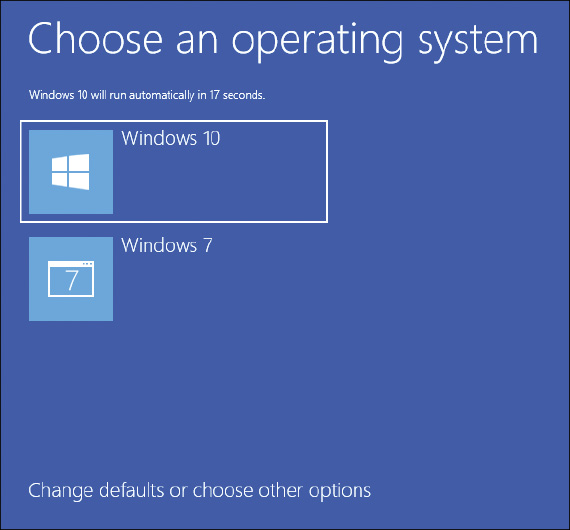 Choose an operating system
Windows 10 will run automatically in 17 seconds.
Windows 10
7
Windows 7
Change defaults or choose other options